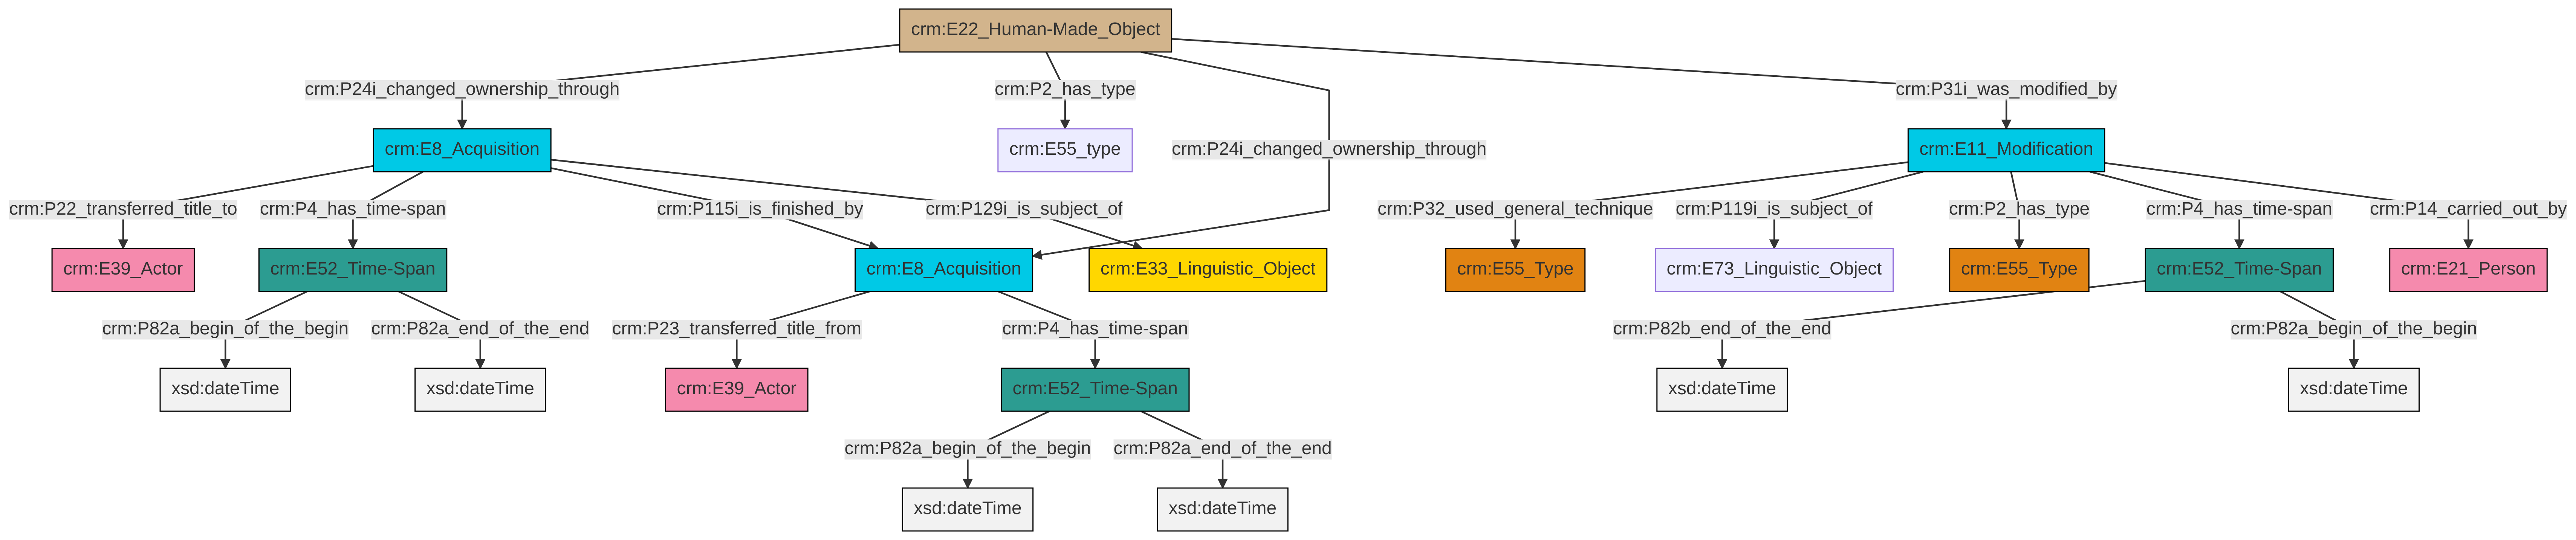 crm:E22_Human-Made_Object
crm:P24i_changed_ownership_through
crm:P2_has_type
crm:P31i_was_modified_by
crm:E8_Acquisition
crm:E55_type
crm:P24i_changed_ownership_through
crm:E11_Modification
crm:P22_transferred_title_to
crm:P4_has_time-span
crm:P115i_is_finished_by
crm:P129i_is_subject_of
crm:P32_used_general_technique
crm:P119i_is_subject_of
crm:P2_has_type
crm:P4_has_time-span
crm:P14_carried_out_by
crm:E39_Actor
crm:E52_Time-Span
crm:E8_Acquisition
crm:E33_Linguistic_Object
crm:E55_Type
crm:E73_Linguistic_Object
crm:E55_Type
crm:E52_Time-Span
crm:E21_Person
crm:P82a_begin_of_the_begin
crm:P82a_end_of_the_end
crm:P23_transferred_title_from
crm:P4_has_time-span
crm:P82b_end_of_the_end
crm:P82a_begin_of_the_begin
xsd:dateTime
xsd:dateTime
crm:E39_Actor
crm:E52_Time-Span
xsd:dateTime
xsd:dateTime
crm:P82a_begin_of_the_begin
crm:P82a_end_of_the_end
xsd:dateTime
xsd:dateTime